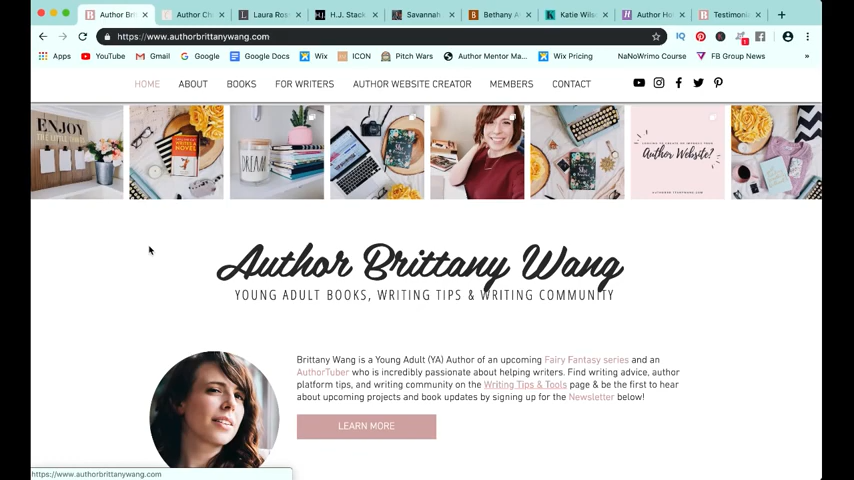 Author Bri
Author Ch
Laura Ros
H.J. Stack
Savannah
Bethany A
Katie Wils
Author Ho
Testimoni
https://www.authorbrittanywang.com
Apps
YouTube
Gmail
Google
Google Docs
Wix
ICON
Pitch Wars
Author Mentor Ma...
Wix Pricing
NaNoWrimo Course
FB Group News
HOME
ABOUT
BOOKS
FOR WRITERS
AUTHOR WEBSITE CREATOR
MEMBERS
CONTACT
ENJOY
DREAM
Author Website?
Author Brittany Wang
YOUNG ADULT BOOKS, WRITING TIPS & WRITING COMMUNITY
Brittany Wang is a Young Adult (YA) Author of an upcoming Fairy Fantasy series and an
AuthorTuber who is incredibly passionate about helping writers. Find writing advice, author
platform tips, and writing community on the Writing Tips & Tools page & be the first to hear
about upcoming projects and book updates by signing up for the Newsletter below!
LEARN MORE
https://www.authorbrittanywang.com